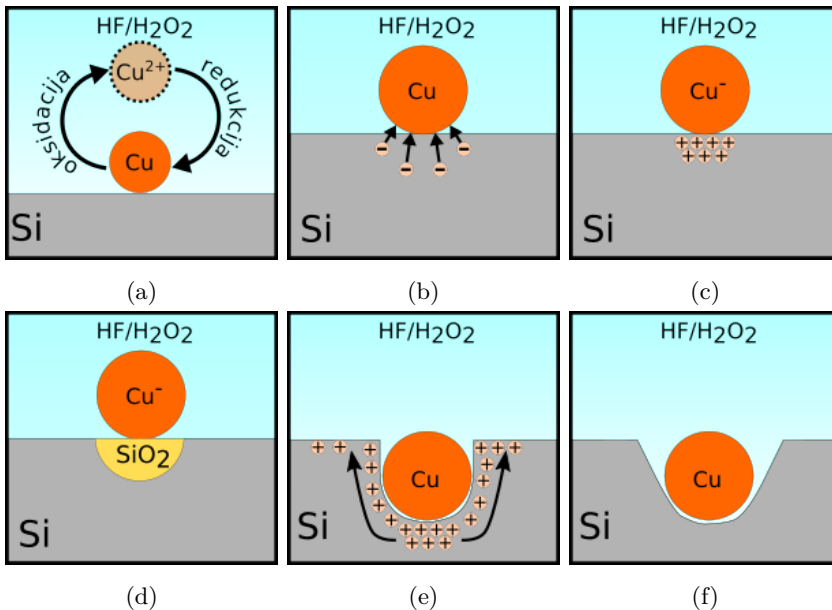 HF/H₂O₂
Cu²⁺
oksidacija
redukcija
Cu
Si
(a)
HF/H₂O₂
Cu
- - - -
Si
(b)
HF/H₂O₂
Cu⁻
+ + + +
+ + +
Si
(c)
HF/H₂O₂
Cu⁻
SiO₂
Si
(d)
HF/H₂O₂
+ + + + + +
Cu
+ + + +
+ + +
Si
(e)
HF/H₂O₂
Cu
Si
(f)